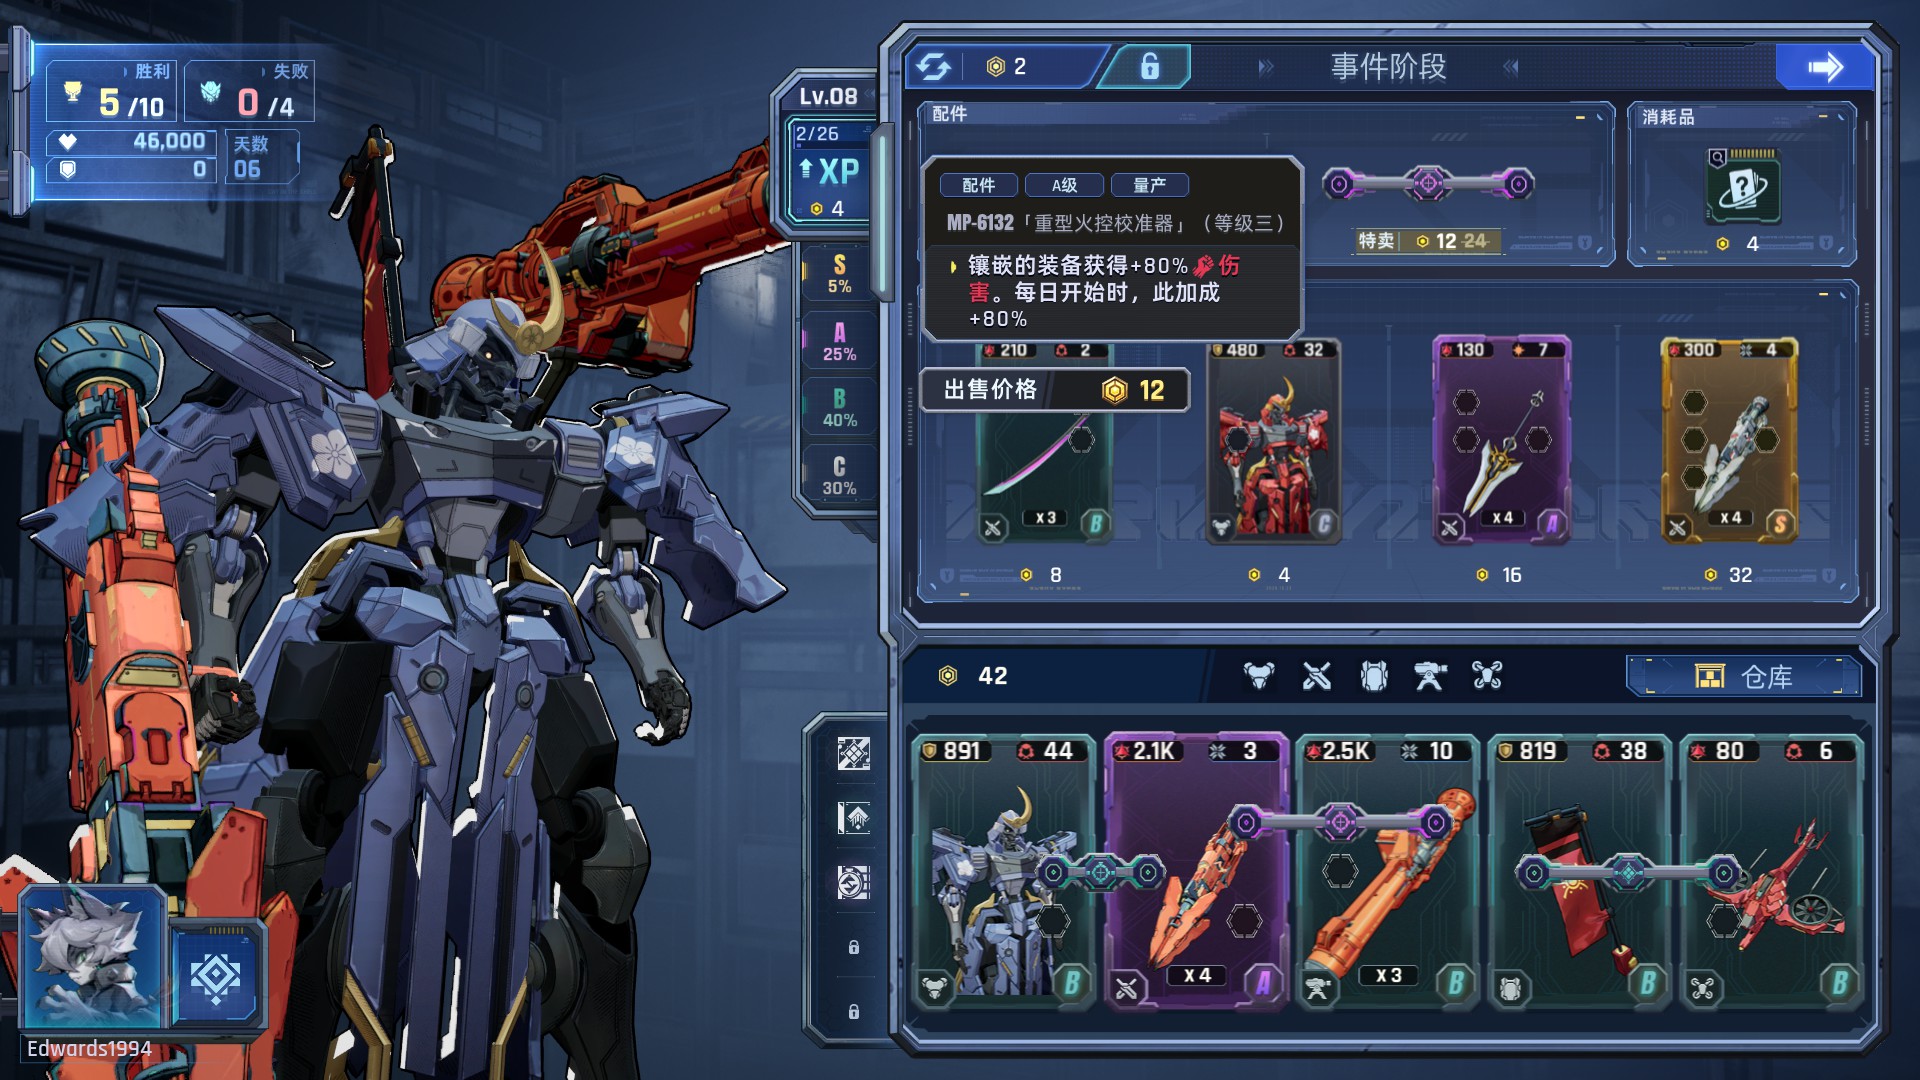 胜利
5 /10
失败
0 /4
46,000
0
天数
06
Lv.08
2/26
XP
4
S
5%
A
25%
B
40%
C
30%
2
事件阶段
配件
消耗品
配件
A级
量产
MP-6132「重型火控校准器」(等级三)
镶嵌的装备获得+80%伤
害。每日开始时，此加成
+80%
出售价格
12
特卖
12 24
?
4
210
2
480
32
130
7
300
4
x3
B
C
x4
A
x4
S
8
4
16
32
42
仓库
891
44
2.1K
3
2.5K
10
819
38
80
6
B
x4
A
x3
B
B
B
Edwards1994